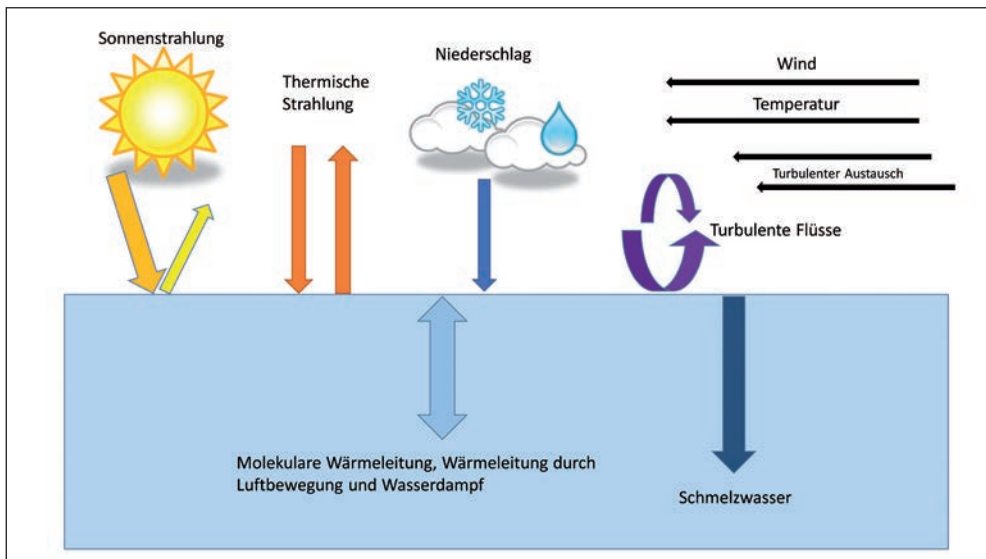 Sonnenstrahlung
Thermische
Strahlung
Niederschlag
Wind
Temperatur
Turbulenter Austausch
Turbulente Flüsse
Molekulare Wärmeleitung, Wärmeleitung durch
Luftbewegung und Wasserdampf
Schmelzwasser